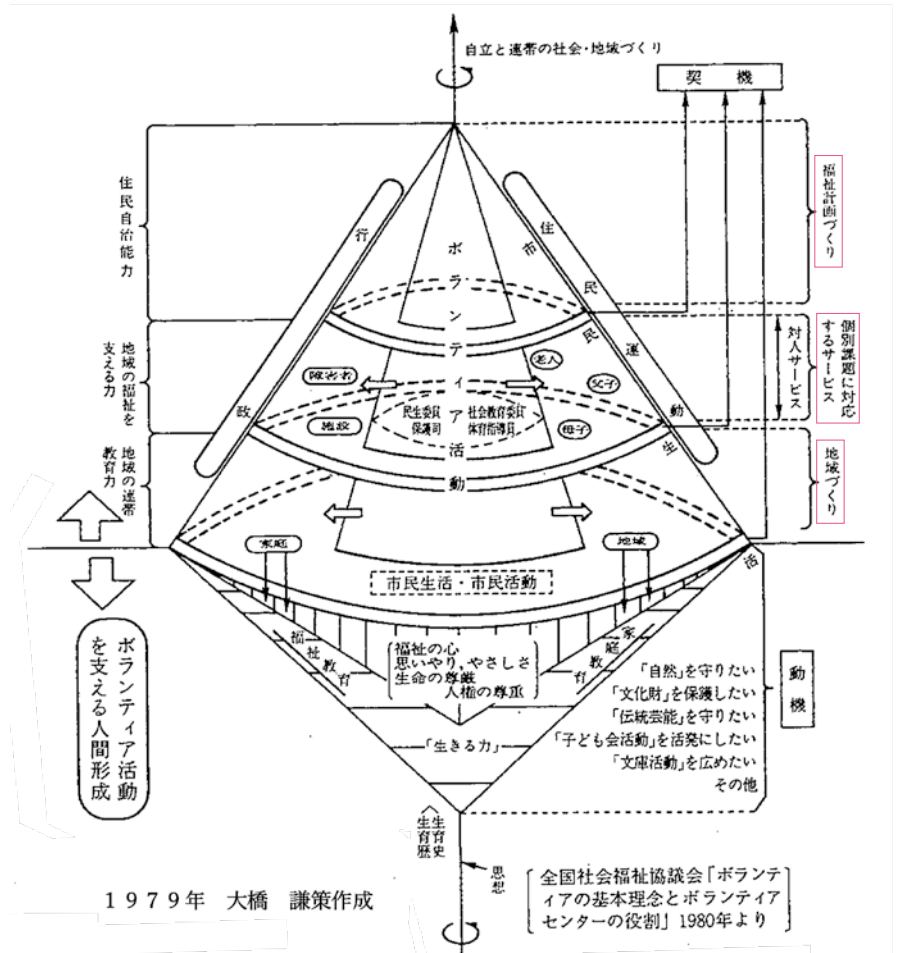 自立と連帯の社会・地域づくり
契機
住民自治能力
地域の福祉を
支える力
地域の連帯
教育力
行政
ボランティア活動
住民運動
市民生活
福祉計画づくり
個別課題に対応
するサービス
対人サービス
地域づくり
老人
障害者
父子
施設
母子
民生委員
保護司
社会教育委員
体育指導員
家庭
地域
市民生活・市民活動
福祉教育
家庭教育
福祉の心
思いやり,やさしさ
生命の尊厳
人権の尊重
「生きる力」
ボランティア活動
を支える人間形成
動機
「自然」を守りたい
「文化財」を保護したい
「伝統芸能」を守りたい
「子ども会活動」を活発にしたい
「文庫活動」を広めたい
その他
生育史
生育歴
思想
1979年 大橋 謙策作成
全国社会福祉協議会「ボランテ
ィアの基本理念とボランティア
センターの役割」1980年より